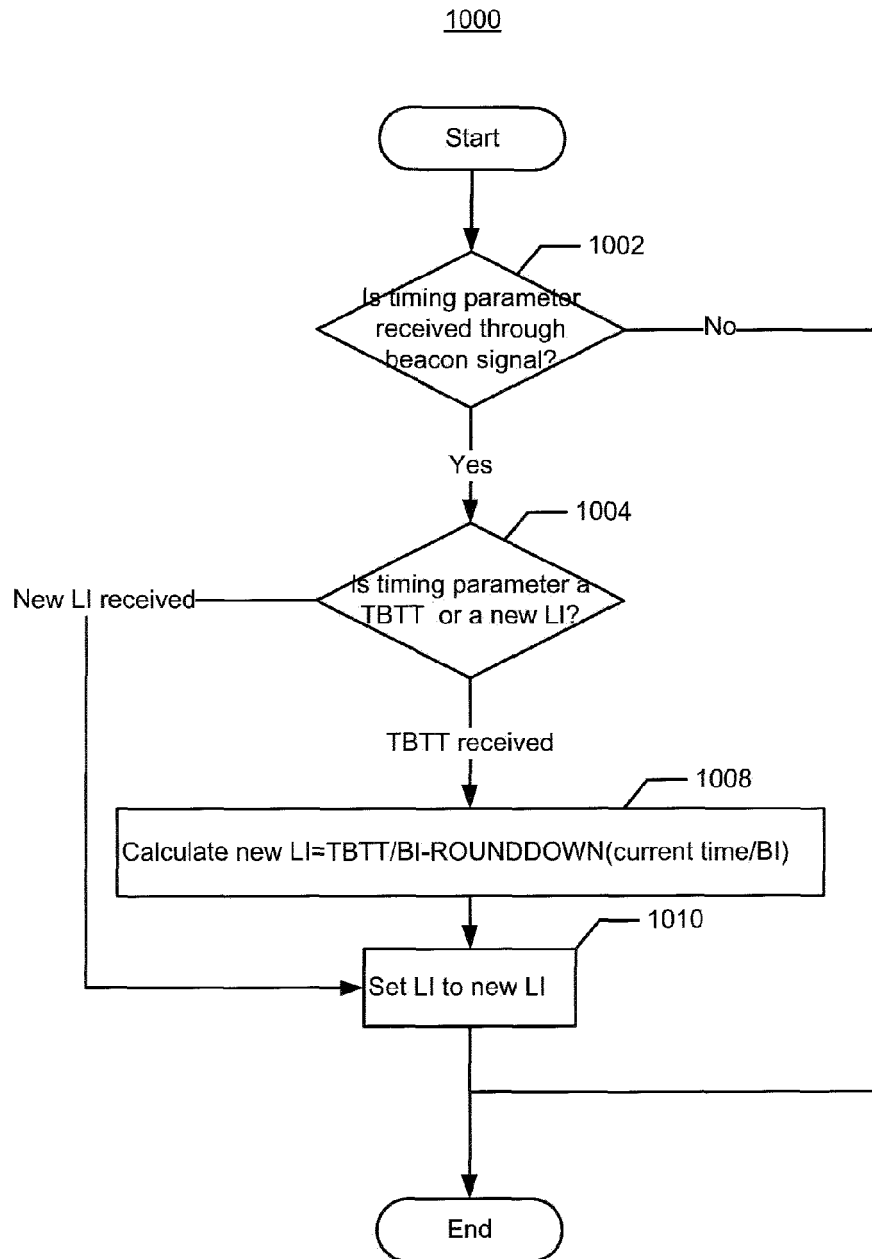 1000
Start
1002
Is timing parameter
received through
beacon signal?
No
Yes
1004
Is timing parameter a
TBTT or a new LI?
New LI received
TBTT received
1008
Calculate new LI=TBTT/BI-ROUNDDOWN(current time/BI)
1010
Set LI to new LI
End